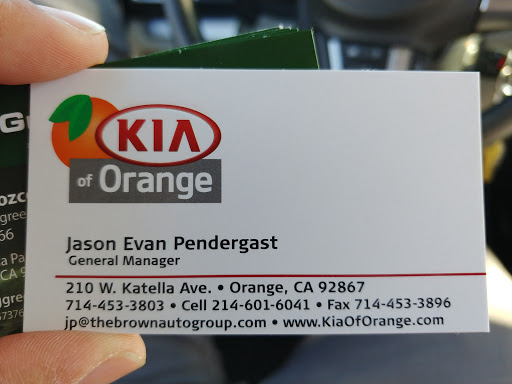 KIA
of Orange
Jason Evan Pendergast
General Manager
210 W. Katella Ave. • Orange, CA 92867
714-453-3803 • Cell 214-601-6041 • Fax 714-453-3896
jp@thebrownautogroup.com • www.KiaOfOrange.com